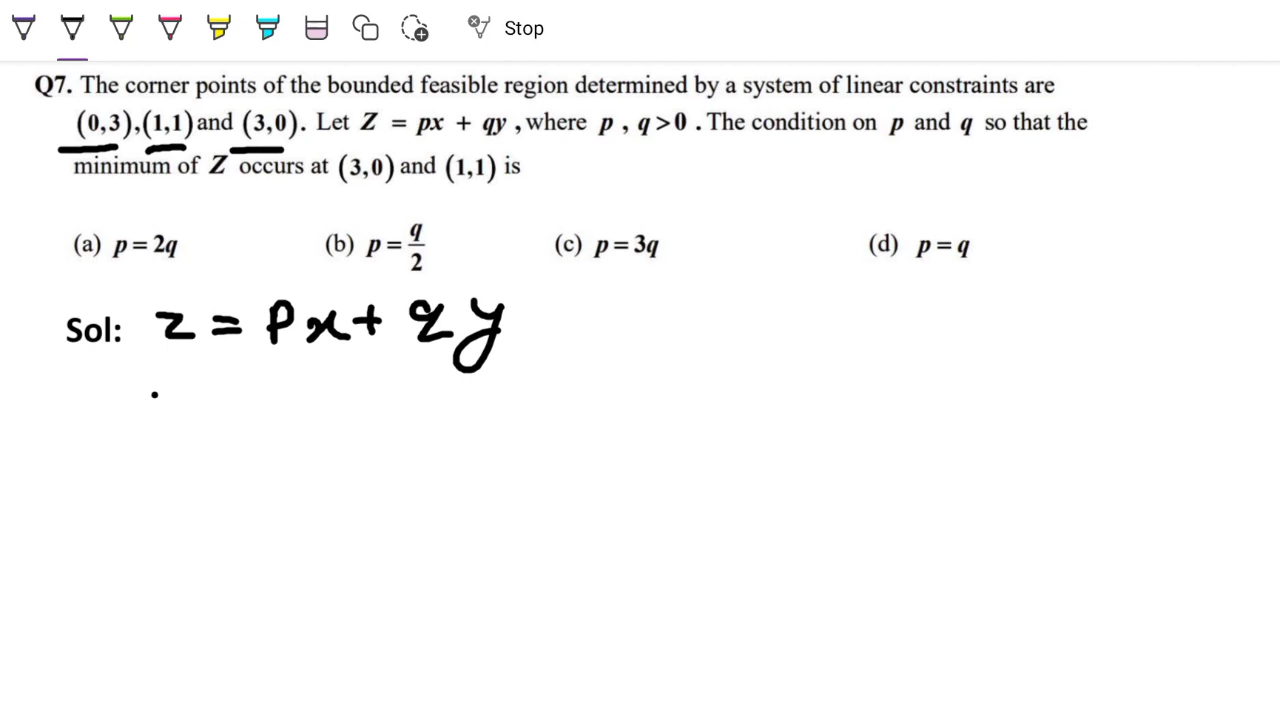 Stop
Q7. The corner points of the bounded feasible region determined by a system of linear constraints are
(0,3),(1,1) and (3,0). Let Z = px + qy , where p , q > 0 . The condition on p and q so that the
minimum of Z occurs at (3,0) and (1,1) is
(a) p = 2q (b) p = q/2 (c) p = 3q (d) p = q
Sol: z = px + qy